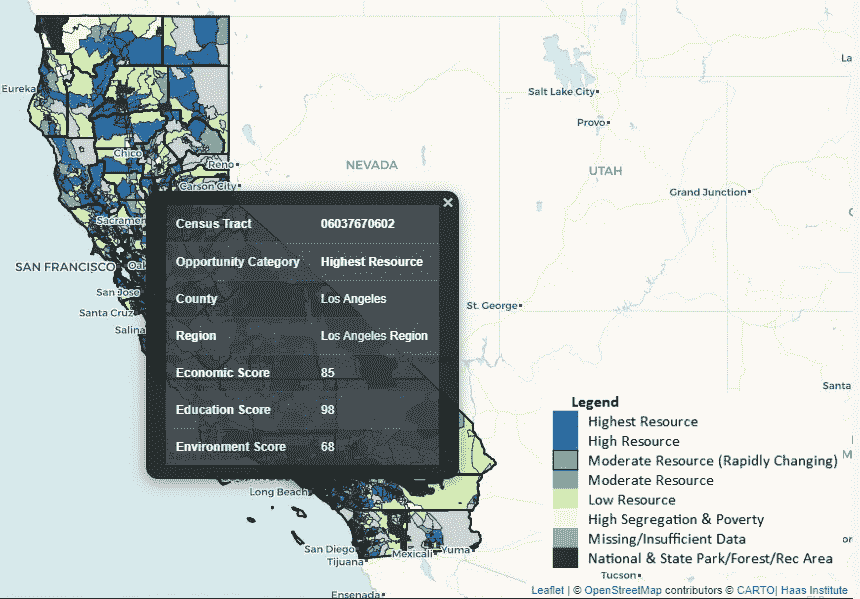 Eureka
Salt Lake City
Provo
Chico
Reno
NEVADA
UTAH
Carson City
Grand Junction
Census Tract 06037670602
Sacramen
Opportunity Category Highest Resource
SAN FRANCISCO
Oak
County Los Angeles
San Jose
St. George
Santa Cruz
Salina
Region Los Angeles Region
Economic Score 85
Santa
Education Score 98
Environment Score 68
Legend
Highest Resource
High Resource
Moderate Resource (Rapidly Changing)
Moderate Resource
Low Resource
High Segregation & Poverty
Missing/Insufficient Data
National & State Park/Forest/Rec Area
Long Beach
San Diego
Tijuana
Mexicali
Yuma
Tucson
Ensenada
Leaflet | © OpenStreetMap contributors © CARTO| Haas Institute